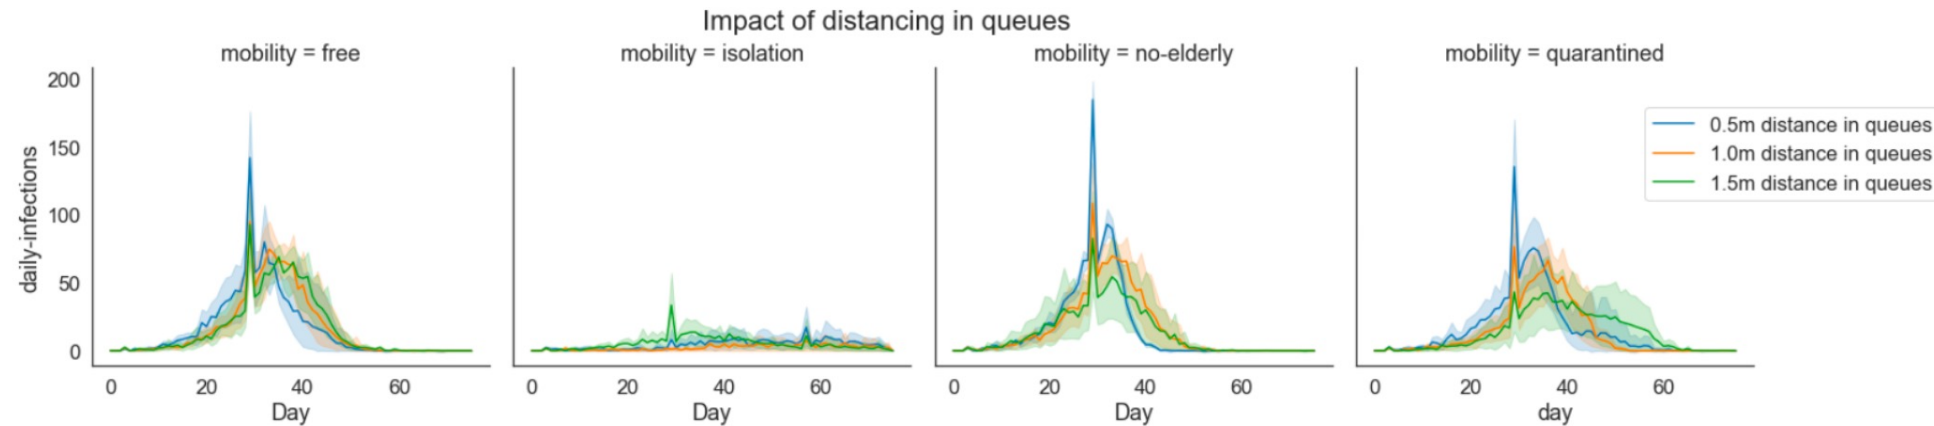 Impact of distancing in queues
mobility = free
mobility = isolation
mobility = no-elderly
mobility = quarantined
daily-infections
200
150
100
50
0
0.5m distance in queues
1.0m distance in queues
1.5m distance in queues
0 20 40 60
0 20 40 60
0 20 40 60
0 20 40 60
Day
Day
Day
day